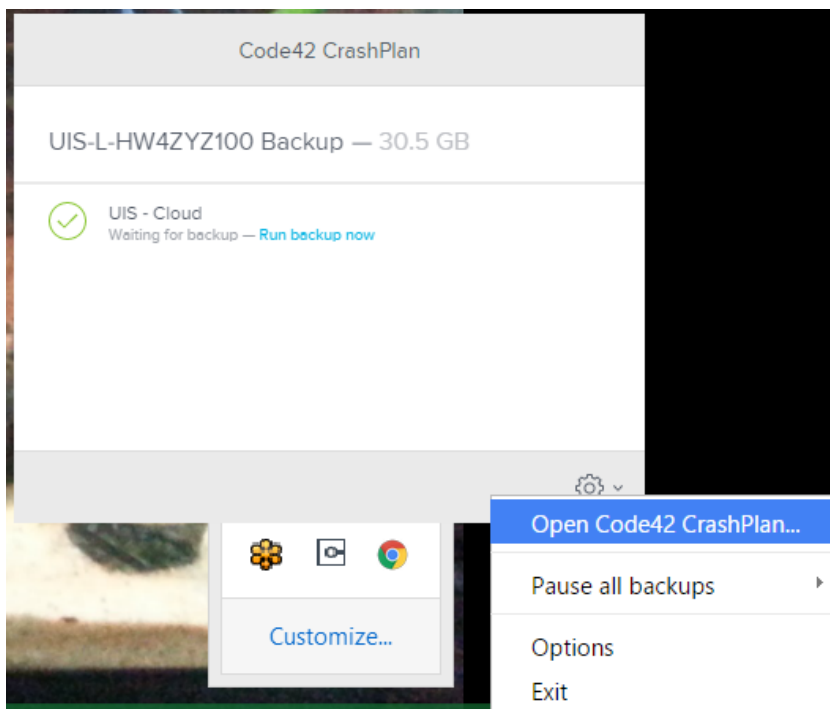 Code42 CrashPlan
UIS-L-HW4ZYZ100 Backup — 30.5 GB
UIS - Cloud
Waiting for backup — Run backup now
Open Code42 CrashPlan...
Pause all backups
Customize...
Options
Exit